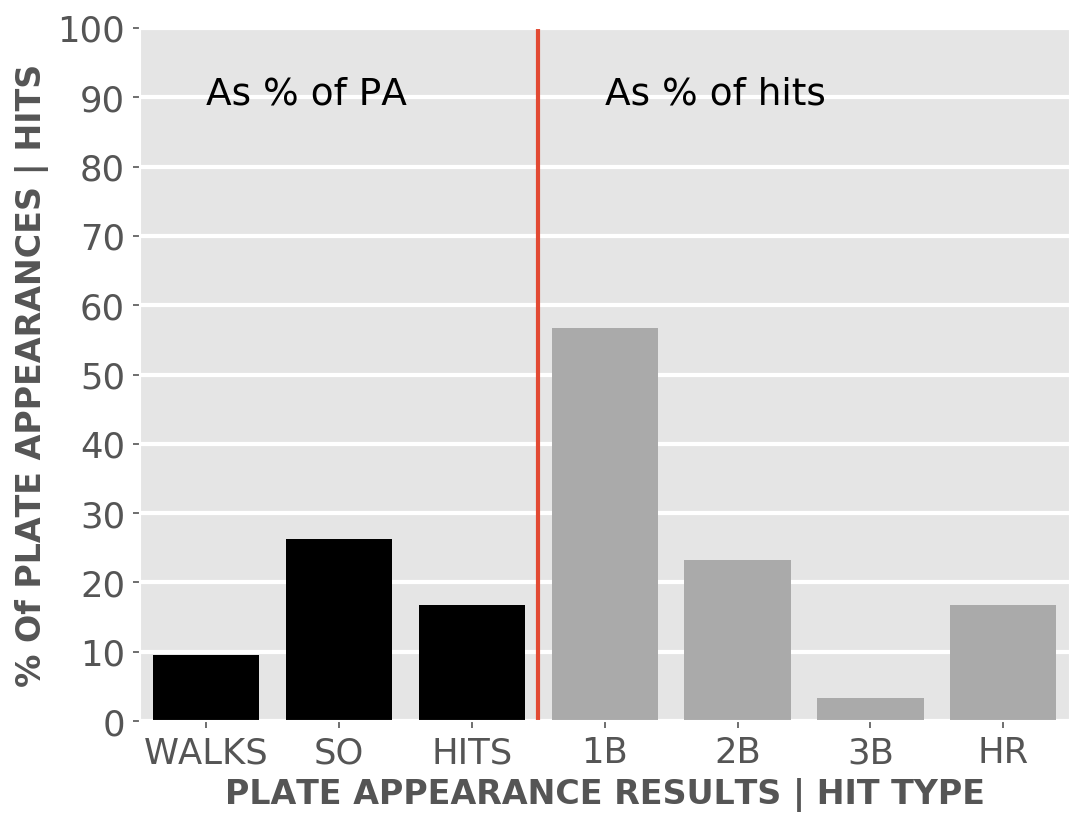 % Of PLATE APPEARANCES | HITS
100
90
80
70
60
50
40
30
20
10
0
As % of PA
As % of hits
WALKS SO HITS 1B 2B 3B HR
PLATE APPEARANCE RESULTS | HIT TYPE